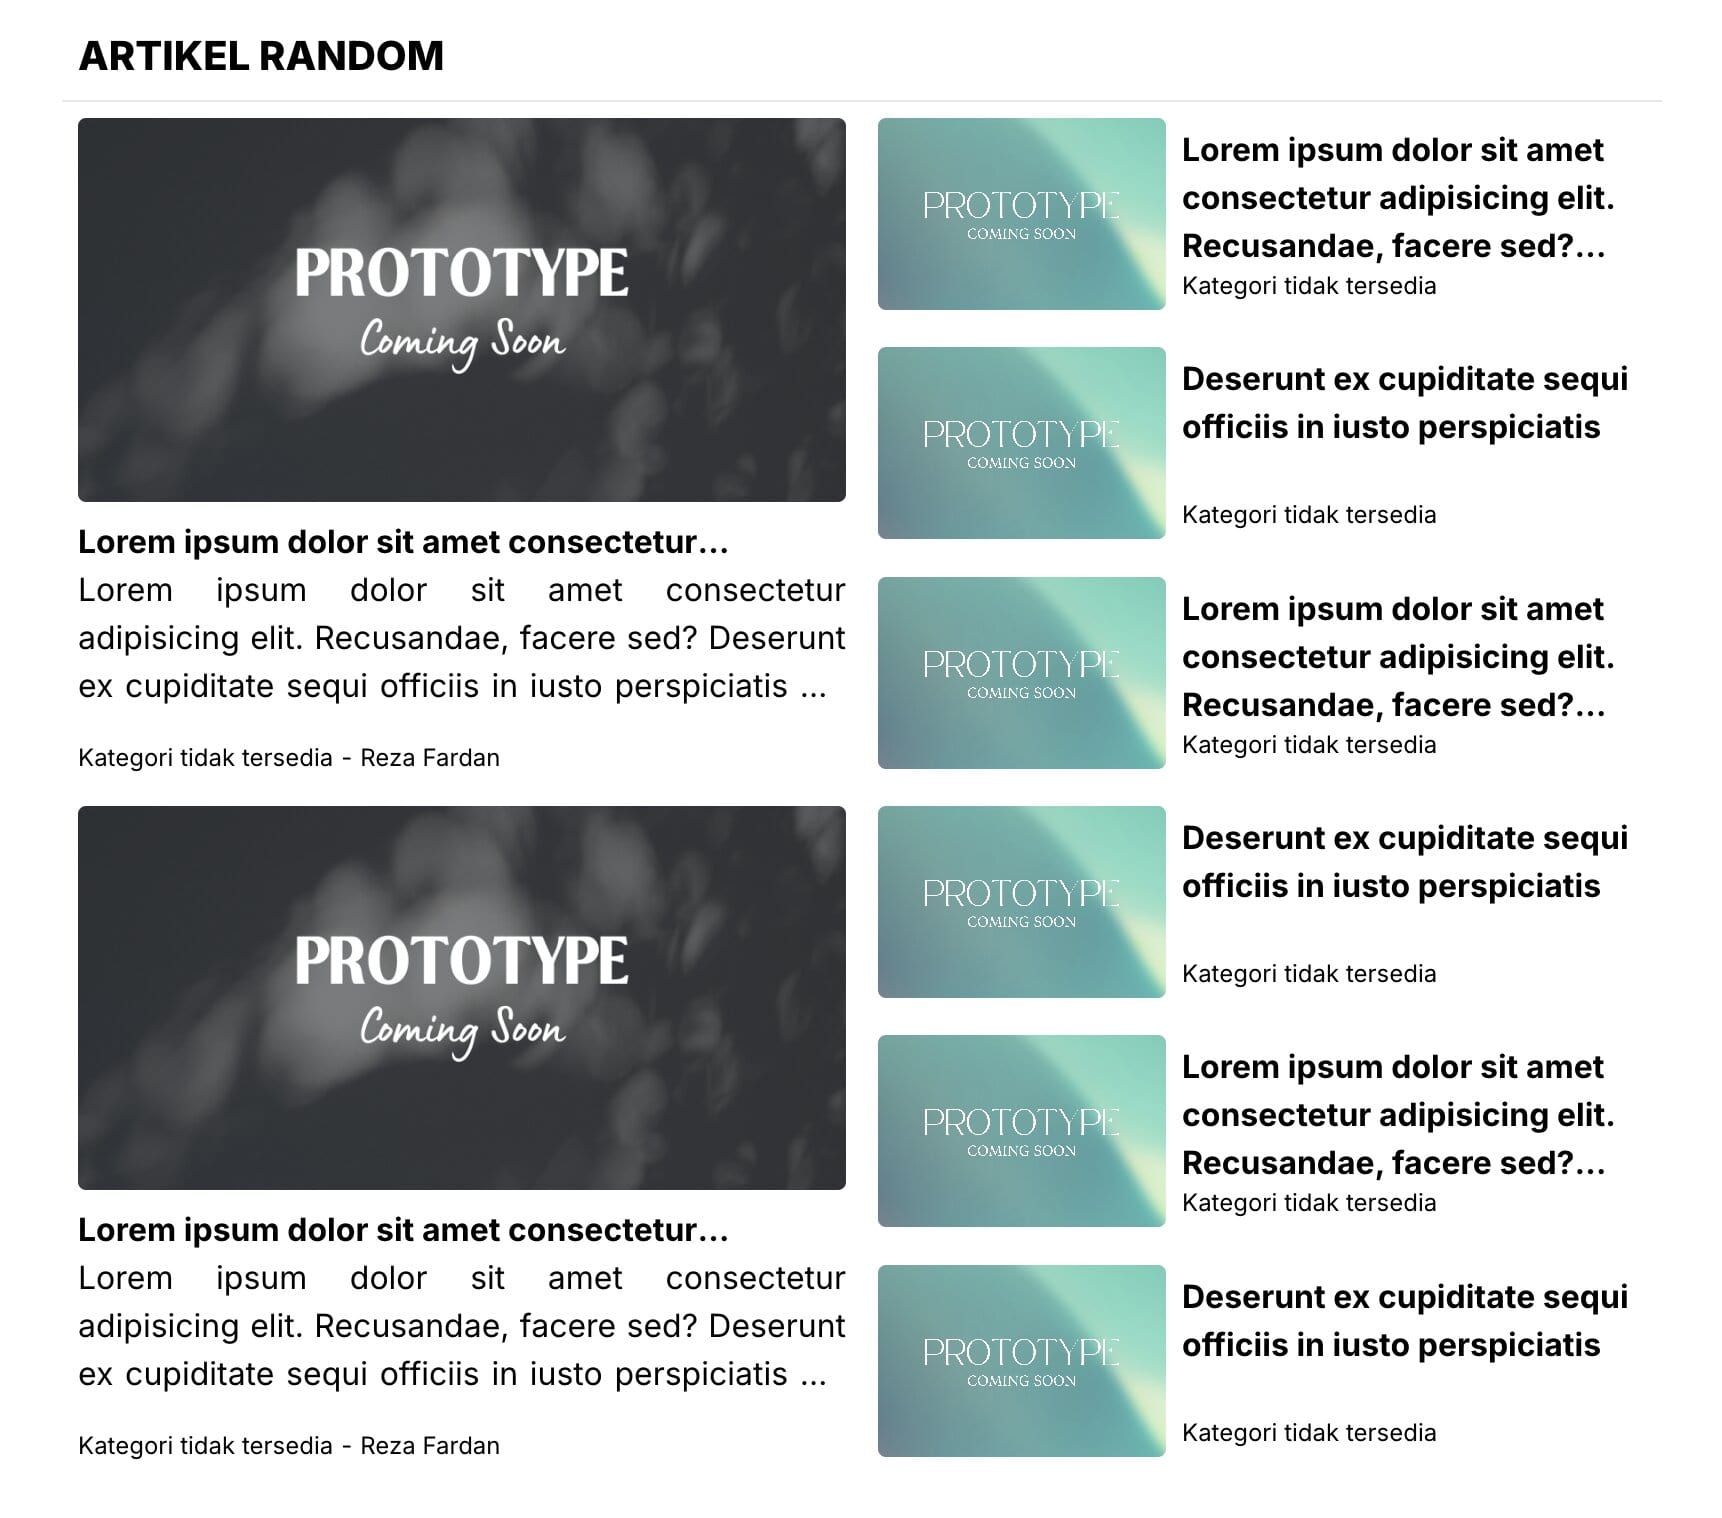 ARTIKEL RANDOM
PROTOTYPE
Coming Soon
Lorem ipsum dolor sit amet consectetur...
Lorem ipsum dolor sit amet consectetur
adipisicing elit. Recusandae, facere sed? Deserunt
ex cupiditate sequi officiis in iusto perspiciatis ...
Kategori tidak tersedia - Reza Fardan
PROTOTYPE
Coming Soon
Lorem ipsum dolor sit amet consectetur...
Lorem ipsum dolor sit amet consectetur
adipisicing elit. Recusandae, facere sed? Deserunt
ex cupiditate sequi officiis in iusto perspiciatis ...
Kategori tidak tersedia - Reza Fardan
PROTOTYPE
COMING SOON
Lorem ipsum dolor sit amet
consectetur adipisicing elit.
Recusandae, facere sed?...
Kategori tidak tersedia
PROTOTYPE
COMING SOON
Deserunt ex cupiditate sequi
officiis in iusto perspiciatis
Kategori tidak tersedia
PROTOTYPE
COMING SOON
Lorem ipsum dolor sit amet
consectetur adipisicing elit.
Recusandae, facere sed?...
Kategori tidak tersedia
PROTOTYPE
COMING SOON
Deserunt ex cupiditate sequi
officiis in iusto perspiciatis
Kategori tidak tersedia
PROTOTYPE
COMING SOON
Lorem ipsum dolor sit amet
consectetur adipisicing elit.
Recusandae, facere sed?...
Kategori tidak tersedia
PROTOTYPE
COMING SOON
Deserunt ex cupiditate sequi
officiis in iusto perspiciatis
Kategori tidak tersedia